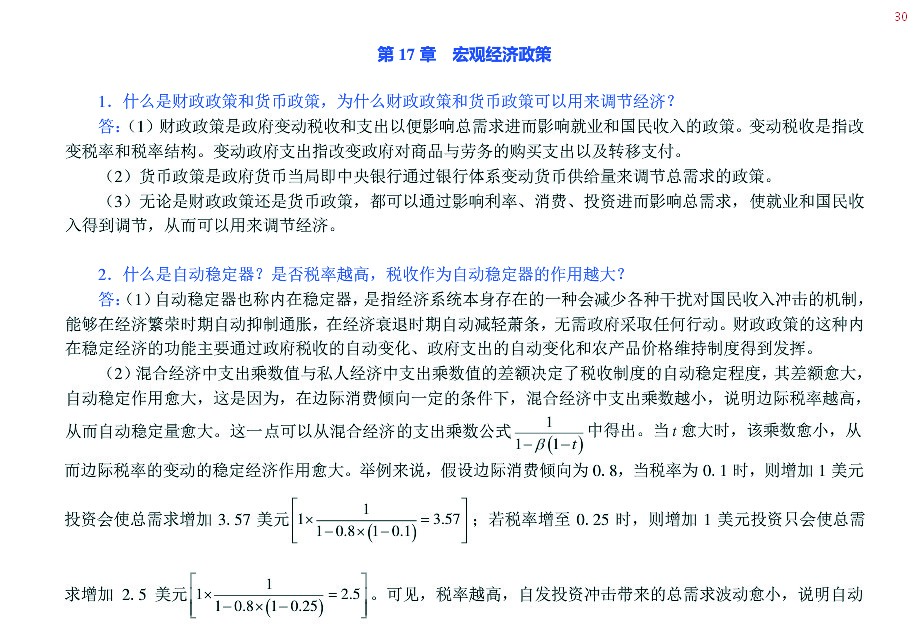 30
第 17 章　宏观经济政策
1．什么是财政政策和货币政策，为什么财政政策和货币政策可以用来调节经济？
答：（1）财政政策是政府变动税收和支出以便影响总需求进而影响就业和国民收入的政策。变动税收是指改
变税率和税率结构。变动政府支出指改变政府对商品与劳务的购买支出以及转移支付。
（2）货币政策是政府货币当局即中央银行通过银行体系变动货币供给量来调节总需求的政策。
（3）无论是财政政策还是货币政策，都可以通过影响利率、消费、投资进而影响总需求，使就业和国民收
入得到调节，从而可以用来调节经济。
2．什么是自动稳定器？是否税率越高，税收作为自动稳定器的作用越大？
答：（1）自动稳定器也称内在稳定器，是指经济系统本身存在的一种会减少各种干扰对国民收入冲击的机制，
能够在经济繁荣时期自动抑制通胀，在经济衰退时期自动减轻萧条，无需政府采取任何行动。财政政策的这种内
在稳定经济的功能主要通过政府税收的自动变化、政府支出的自动变化和农产品价格维持制度得到发挥。
（2）混合经济中支出乘数值与私人经济中支出乘数值的差额决定了税收制度的自动稳定程度，其差额愈大，
自动稳定作用愈大，这是因为，在边际消费倾向一定的条件下，混合经济中支出乘数越小，说明边际税率越高，
从而自动稳定量愈大。这一点可以从混合经济的支出乘数公式 1/(1−β(1−t)) 中得出。当 t 愈大时，该乘数愈小，从
而边际税率的变动的稳定经济作用愈大。举例来说，假设边际消费倾向为 0.8，当税率为 0.1 时，则增加 1 美元
投资会使总需求增加 3.57 美元[1×1/(1−0.8×(1−0.1))=3.57]；若税率增至 0.25 时，则增加 1 美元投资只会使总需
求增加 2.5 美元[1×1/(1−0.8×(1−0.25))=2.5]。可见，税率越高，自发投资冲击带来的总需求波动愈小，说明自动